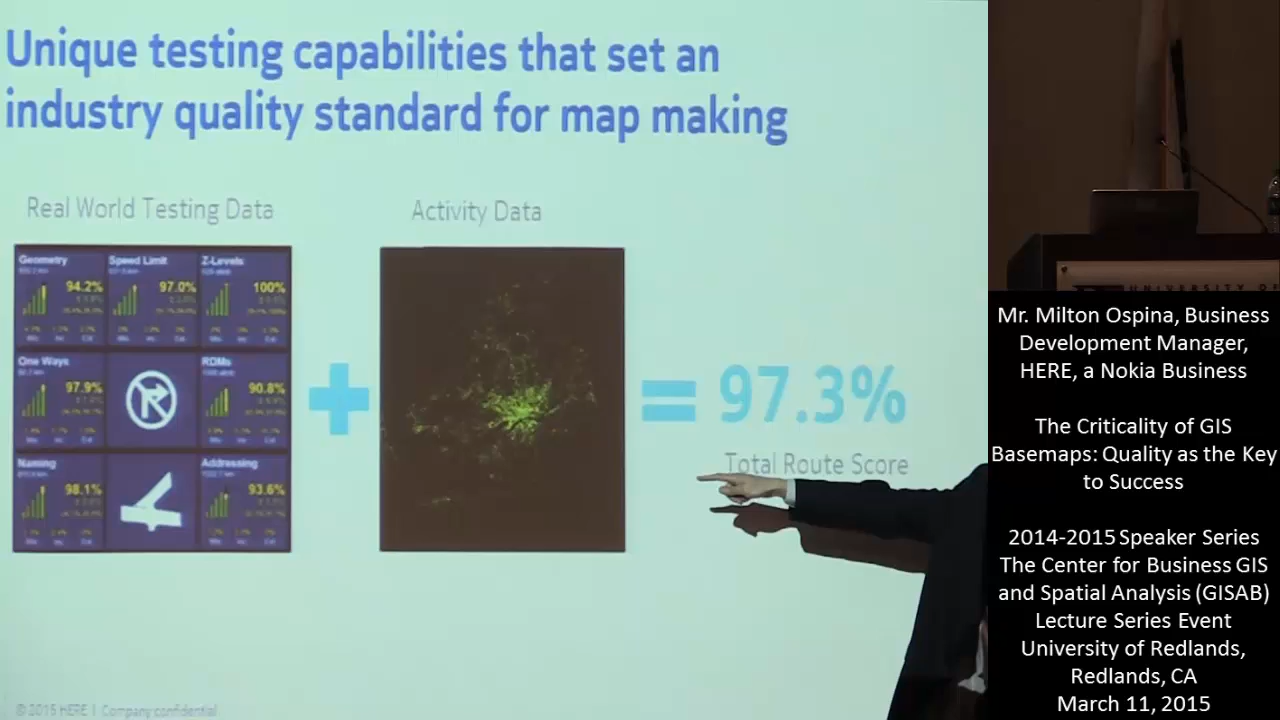 Unique testing capabilities that set an
industry quality standard for map making
Real World Testing Data
Activity Data
Geometry
94.2%
Speed Limit
97.0%
Z-Levels
100%
One Ways
97.9%
RDMs
90.8%
Naming
98.1%
Addressing
93.6%
+
= 97.3%
Total Route Score
© 2015 HERE | Company confidential
UNIVERSITY OF
Mr. Milton Ospina, Business
Development Manager,
HERE, a Nokia Business
The Criticality of GIS
Basemaps: Quality as the Key
to Success
2014-2015 Speaker Series
The Center for Business GIS
and Spatial Analysis (GISAB)
Lecture Series Event
University of Redlands,
Redlands, CA
March 11, 2015